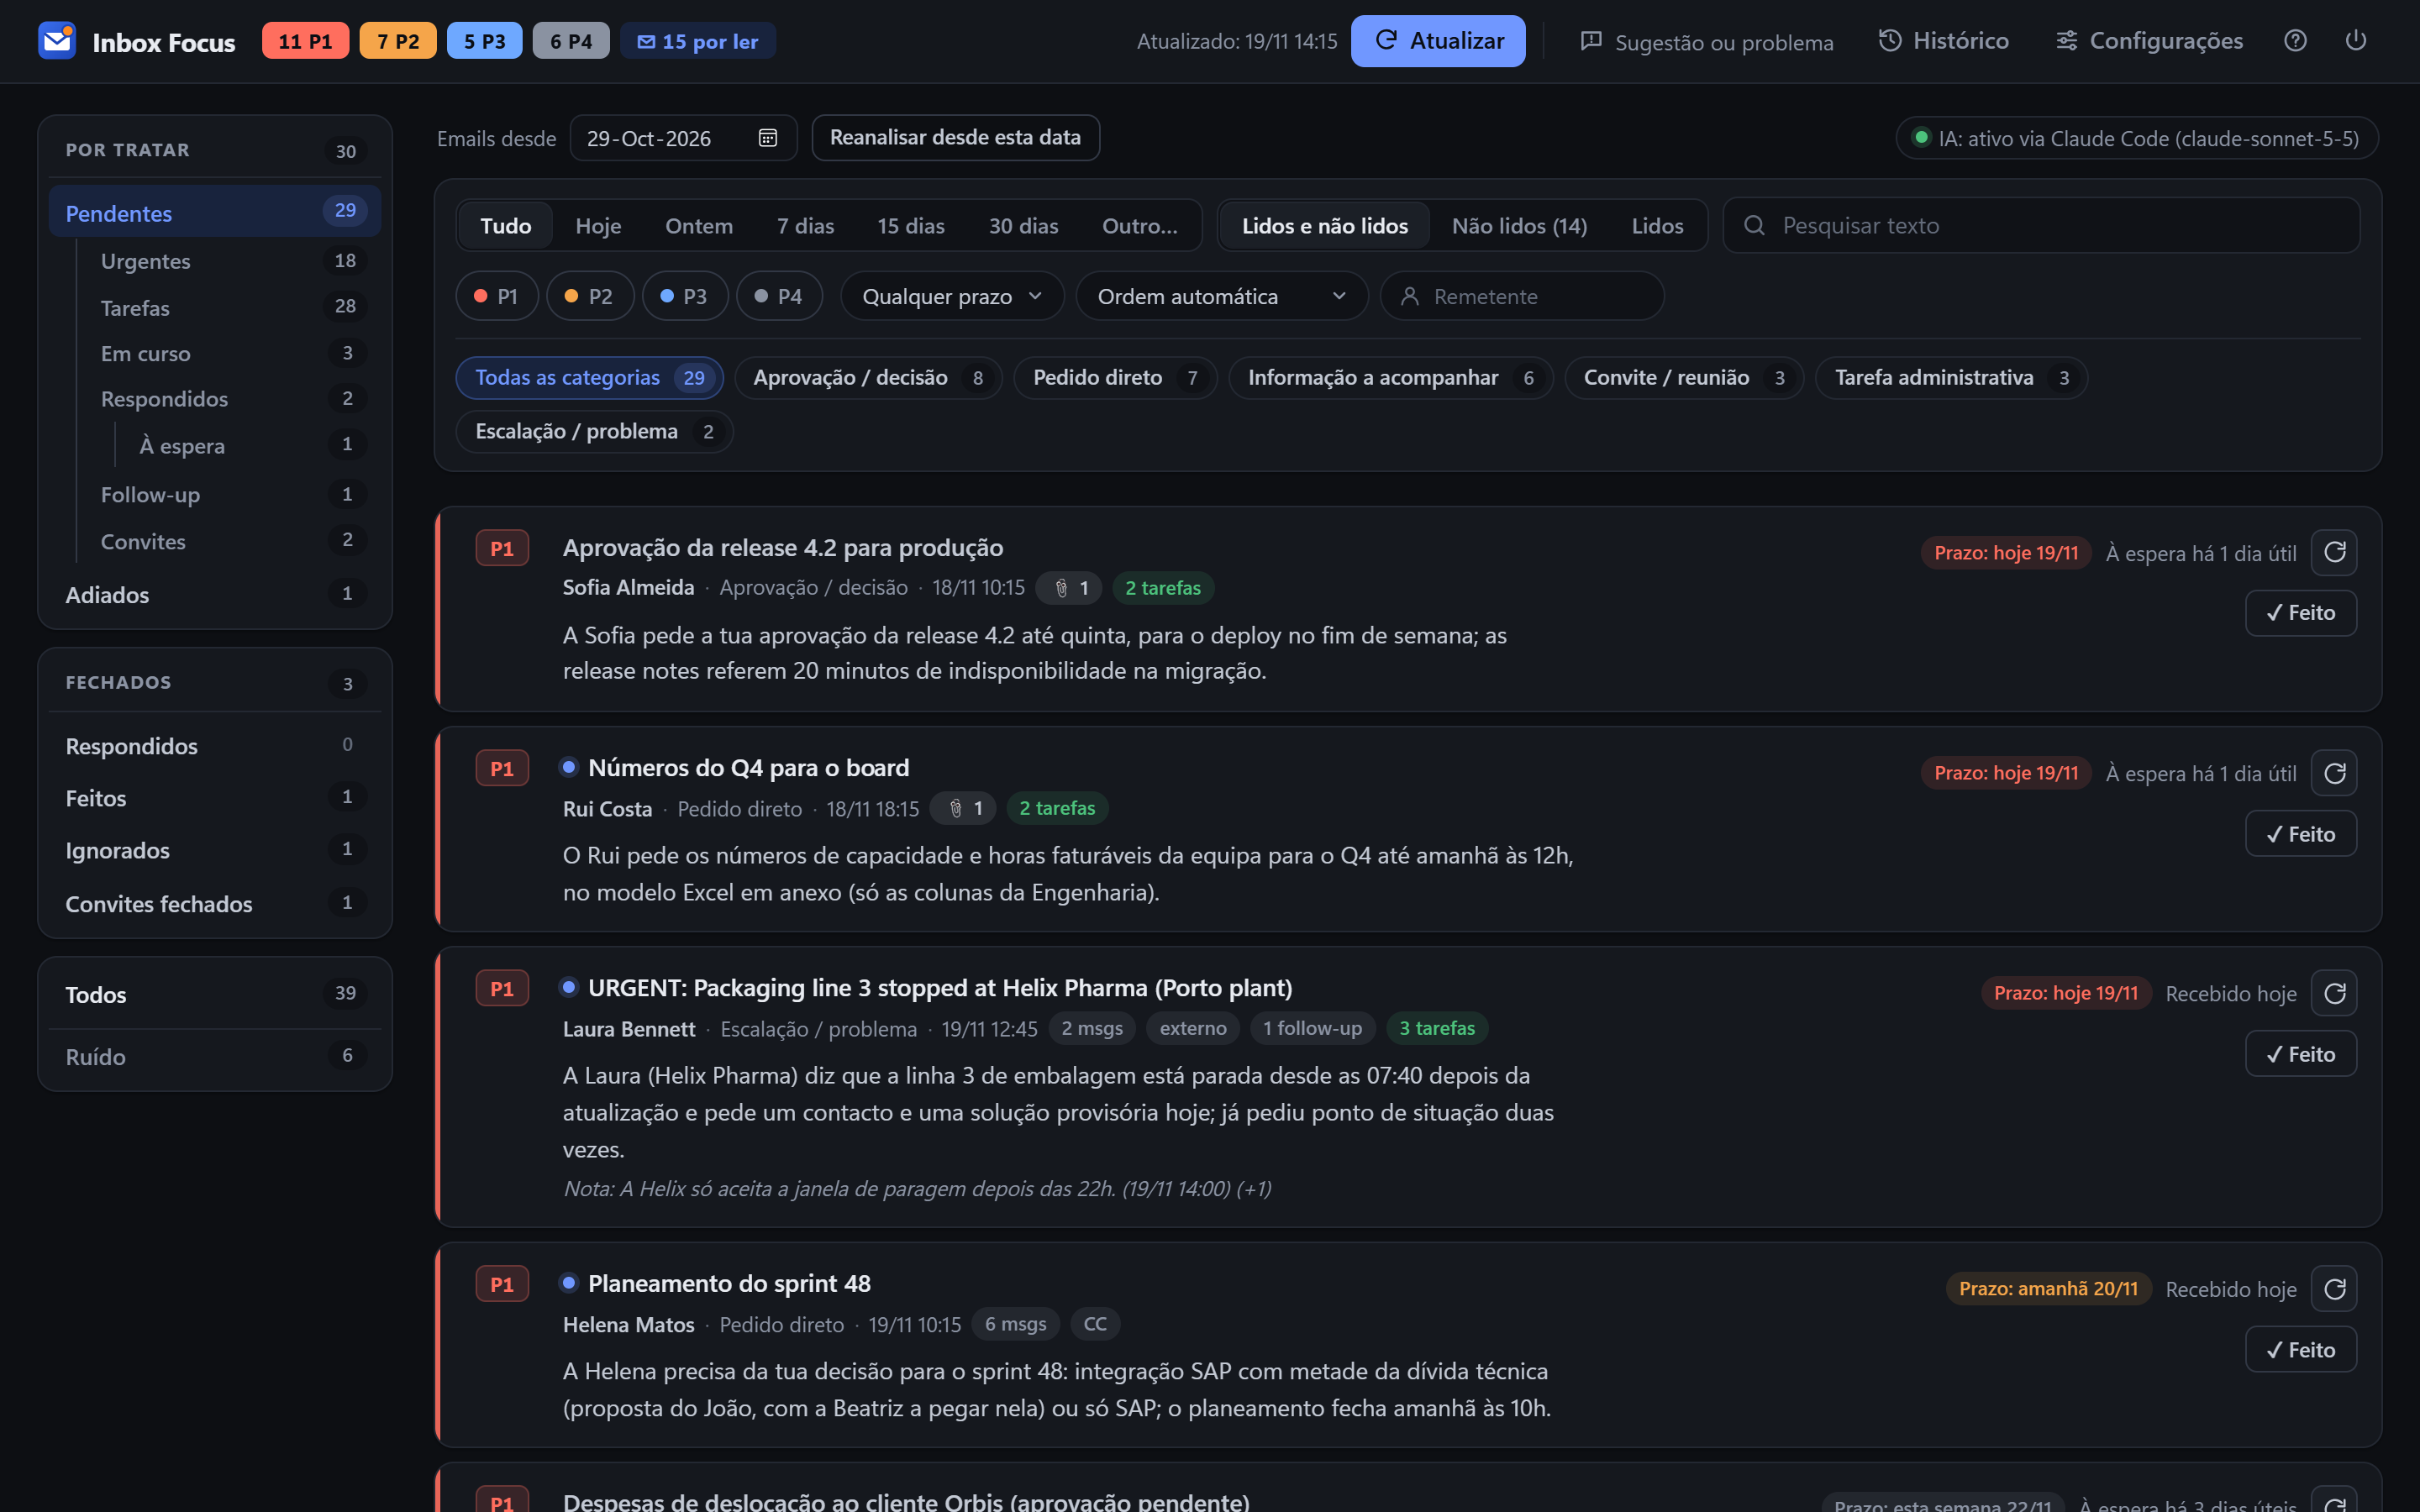 Inbox Focus 11 P1 7 P2 5 P3 6 P4 15 por ler Atualizado: 19/11 14:15 Atualizar Sugestão ou problema Histórico Configurações
POR TRATAR 30
Pendentes 29
Urgentes 18
Tarefas 28
Em curso 3
Respondidos 2
À espera 1
Follow-up 1
Convites 2
Adiados 1
FECHADOS 3
Respondidos 0
Feitos 1
Ignorados 1
Convites fechados 1
Todos 39
Ruído 6
Emails desde 29-Oct-2026 Reanalisar desde esta data IA: ativo via Claude Code (claude-sonnet-5-5)
Tudo Hoje Ontem 7 dias 15 dias 30 dias Outro... Lidos e não lidos Não lidos (14) Lidos Pesquisar texto
P1 P2 P3 P4 Qualquer prazo Ordem automática Remetente
Todas as categorias 29 Aprovação / decisão 8 Pedido direto 7 Informação a acompanhar 6 Convite / reunião 3 Tarefa administrativa 3
Escalação / problema 2
P1 Aprovação da release 4.2 para produção Prazo: hoje 19/11 À espera há 1 dia útil
Sofia Almeida · Aprovação / decisão · 18/11 10:15 1 2 tarefas
✓ Feito
A Sofia pede a tua aprovação da release 4.2 até quinta, para o deploy no fim de semana; as
release notes referem 20 minutos de indisponibilidade na migração.
P1 Números do Q4 para o board Prazo: hoje 19/11 À espera há 1 dia útil
Rui Costa · Pedido direto · 18/11 18:15 1 2 tarefas
✓ Feito
O Rui pede os números de capacidade e horas faturáveis da equipa para o Q4 até amanhã às 12h,
no modelo Excel em anexo (só as colunas da Engenharia).
P1 URGENT: Packaging line 3 stopped at Helix Pharma (Porto plant) Prazo: hoje 19/11 Recebido hoje
Laura Bennett · Escalação / problema · 19/11 12:45 2 msgs externo 1 follow-up 3 tarefas
✓ Feito
A Laura (Helix Pharma) diz que a linha 3 de embalagem está parada desde as 07:40 depois da
atualização e pede um contacto e uma solução provisória hoje; já pediu ponto de situação duas
vezes.
Nota: A Helix só aceita a janela de paragem depois das 22h. (19/11 14:00) (+1)
P1 Planeamento do sprint 48 Prazo: amanhã 20/11 Recebido hoje
Helena Matos · Pedido direto · 19/11 10:15 6 msgs CC
✓ Feito
A Helena precisa da tua decisão para o sprint 48: integração SAP com metade da dívida técnica
(proposta do João, com a Beatriz a pegar nela) ou só SAP; o planeamento fecha amanhã às 10h.
P1 Despesas de deslocação ao cliente Orbis (aprovação pendente) Prazo: esta semana 22/11 À espera há 3 dias úteis